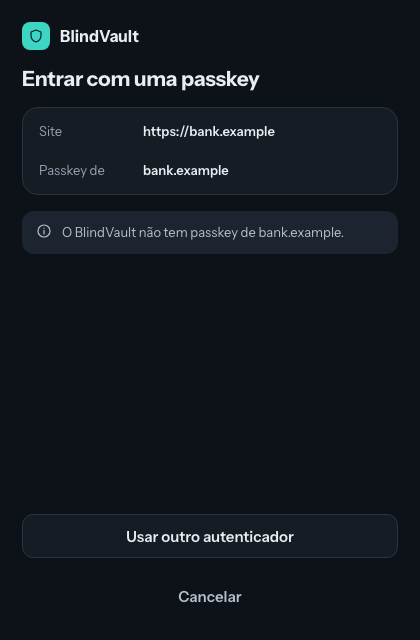 BlindVault
Entrar com uma passkey
Site https://bank.example
Passkey de bank.example
O BlindVault não tem passkey de bank.example.
Usar outro autenticador
Cancelar